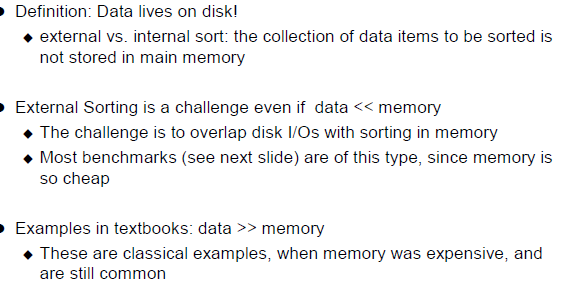 Definition: Data lives on disk!
external vs. internal sort: the collection of data items to be sorted is
not stored in main memory
External Sorting is a challenge even if data << memory
The challenge is to overlap disk I/Os with sorting in memory
Most benchmarks (see next slide) are of this type, since memory is
so cheap
Examples in textbooks: data >> memory
These are classical examples, when memory was expensive, and
are still common